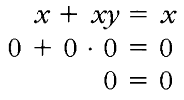 x + xy = x
0 + 0 · 0 = 0
0 = 0